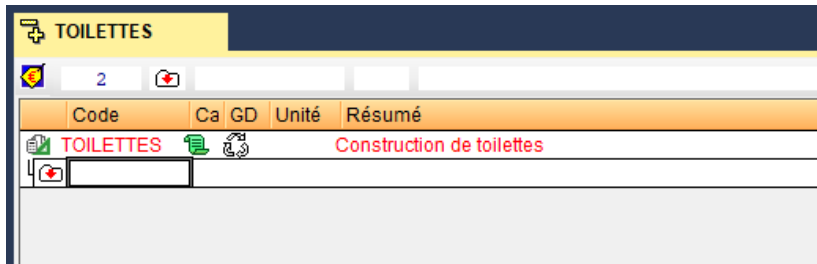 TOILETTES
2
Code Ca GD Unité Résumé
TOILETTES Construction de toilettes